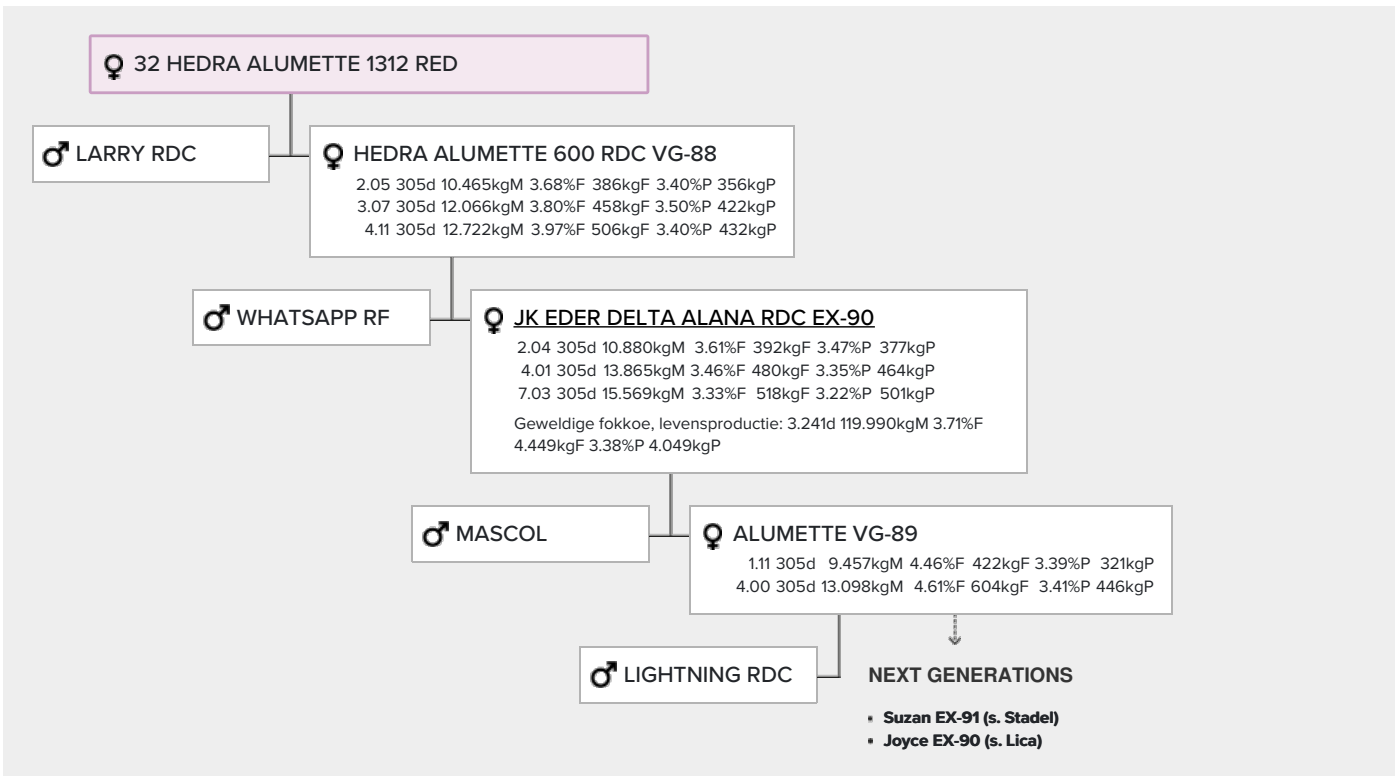 32 HEDRA ALUMETTE 1312 RED
LARRY RDC
HEDRA ALUMETTE 600 RDC VG-88
2.05 305d 10.465kgM 3.68%F 386kgF 3.40%P 356kgP
3.07 305d 12.066kgM 3.80%F 458kgF 3.50%P 422kgP
4.11 305d 12.722kgM 3.97%F 506kgF 3.40%P 432kgP
WHATSAPP RF
JK EDER DELTA ALANA RDC EX-90
2.04 305d 10.880kgM 3.61%F 392kgF 3.47%P 377kgP
4.01 305d 13.865kgM 3.46%F 480kgF 3.35%P 464kgP
7.03 305d 15.569kgM 3.33%F 518kgF 3.22%P 501kgP
Geweldige fokkoe, levensproductie: 3.241d 119.990kgM 3.71%F
4.449kgF 3.38%P 4.049kgP
MASCOL
ALUMETTE VG-89
1.11 305d 9.457kgM 4.46%F 422kgF 3.39%P 321kgP
4.00 305d 13.098kgM 4.61%F 604kgF 3.41%P 446kgP
LIGHTNING RDC
NEXT GENERATIONS
• Suzan EX-91 (s. Stadel)
• Joyce EX-90 (s. Lica)